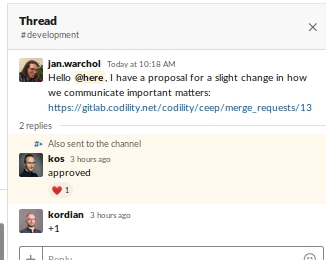 Thread
#development
jan.warchol Today at 10:18 AM
Hello @here, I have a proposal for a slight change in how
we communicate important matters:
https://gitlab.codility.net/codility/ceep/merge_requests/13
2 replies
Also sent to the channel
kos 3 hours ago
approved
1
kordian 3 hours ago
+1
Reply